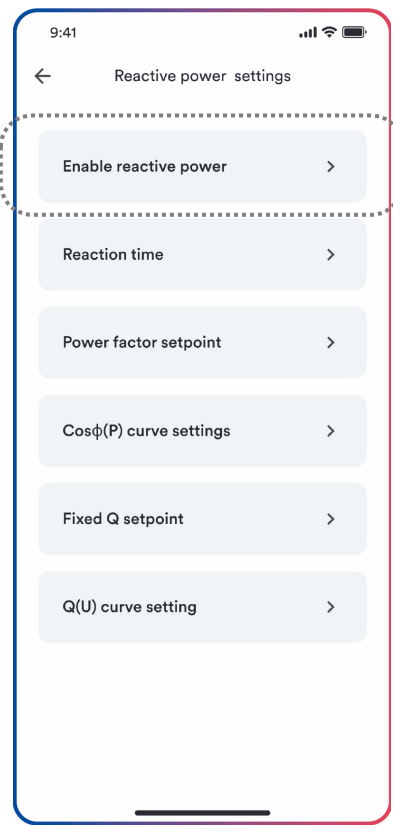 9:41
Reactive power settings
Enable reactive power
Reaction time
Power factor setpoint
Cosϕ(P) curve settings
Fixed Q setpoint
Q(U) curve setting